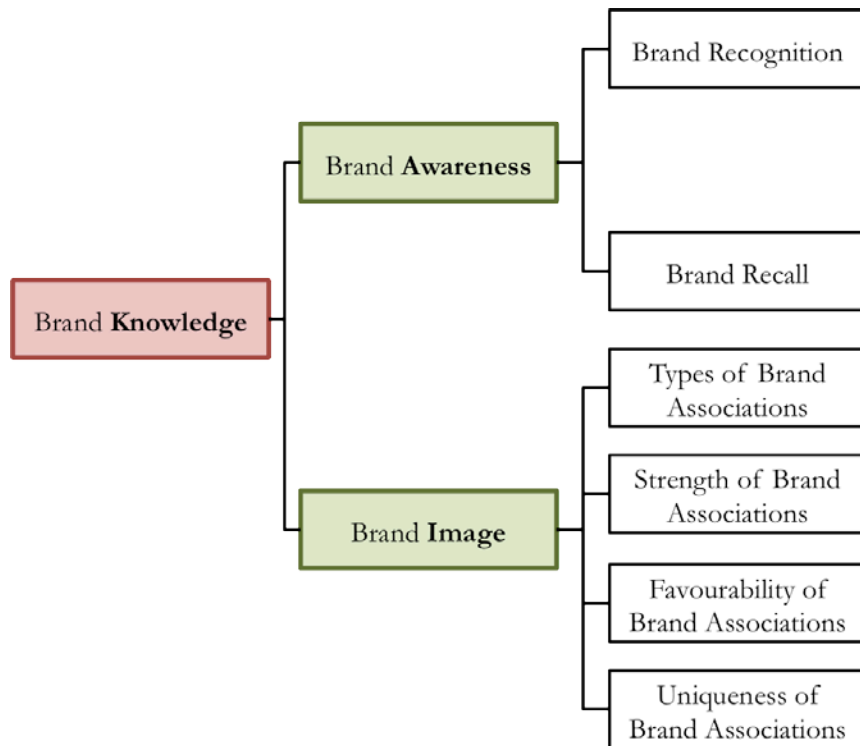 Brand Knowledge
Brand Awareness
Brand Recognition
Brand Recall
Brand Image
Types of Brand
Associations
Strength of Brand
Associations
Favourability of
Brand Associations
Uniqueness of
Brand Associations